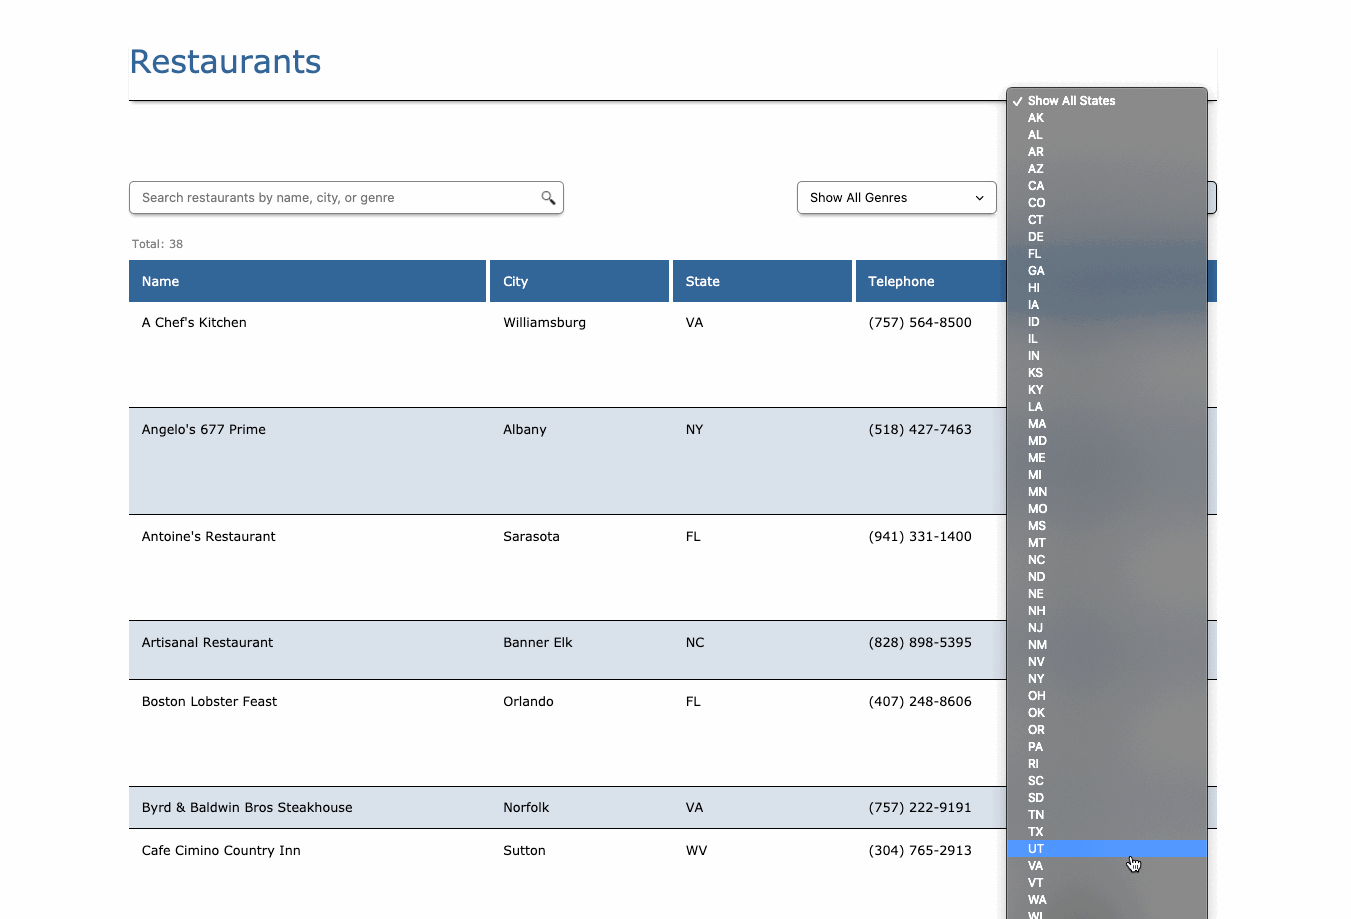 Restaurants
Search restaurants by name, city, or genre
Show All Genres
Total: 38
Name City State Telephone
A Chef's Kitchen Williamsburg VA (757) 564-8500
Angelo's 677 Prime Albany NY (518) 427-7463
Antoine's Restaurant Sarasota FL (941) 331-1400
Artisanal Restaurant Banner Elk NC (828) 898-5395
Boston Lobster Feast Orlando FL (407) 248-8606
Byrd & Baldwin Bros Steakhouse Norfolk VA (757) 222-9191
Cafe Cimino Country Inn Sutton WV (304) 765-2913
✓ Show All States
AK
AL
AR
AZ
CA
CO
CT
DE
FL
GA
HI
IA
ID
IL
IN
KS
KY
LA
MA
MD
ME
MI
MN
MO
MS
MT
NC
ND
NE
NH
NJ
NM
NV
NY
OH
OK
OR
PA
RI
SC
SD
TN
TX
UT
VA
VT
WA
WI